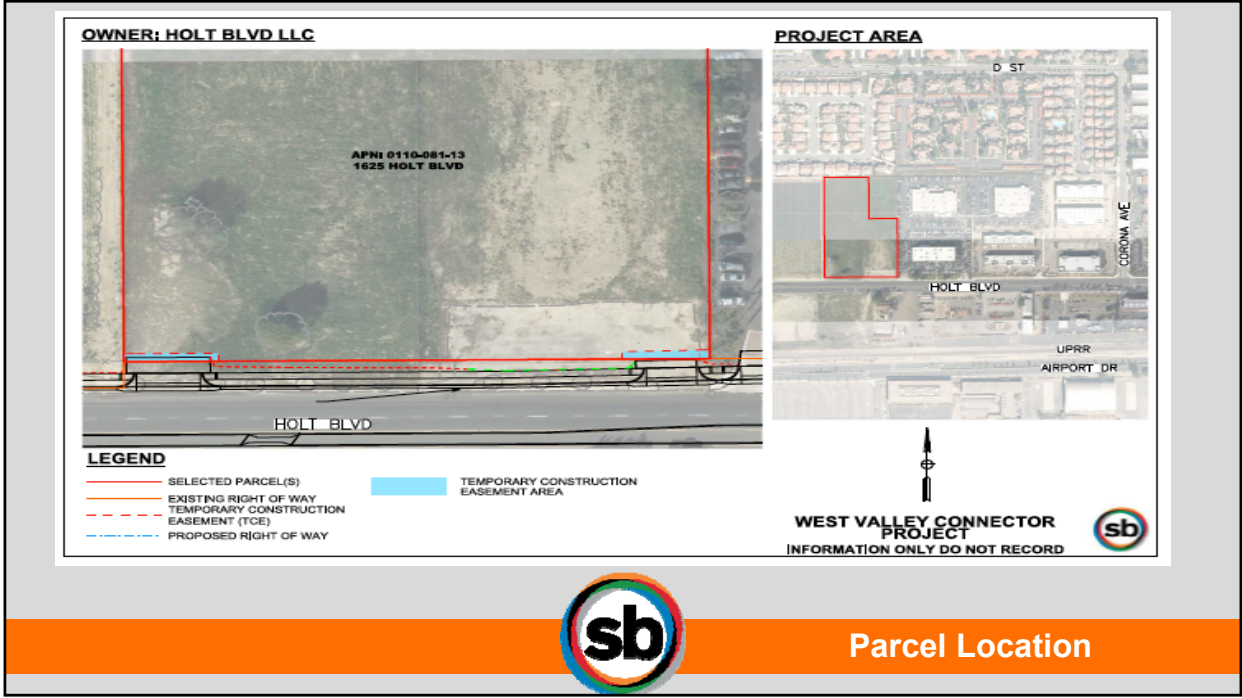 OWNER: HOLT BLVD LLC
APN: 0110-081-13
1625 HOLT BLVD
HOLT BLVD
LEGEND
SELECTED PARCEL(S)
EXISTING RIGHT OF WAY
TEMPORARY CONSTRUCTION
EASEMENT (TCE)
PROPOSED RIGHT OF WAY
TEMPORARY CONSTRUCTION
EASEMENT AREA
PROJECT AREA
D ST
CORONA AVE
HOLT BLVD
UPRR
AIRPORT DR
WEST VALLEY CONNECTOR
PROJECT
INFORMATION ONLY DO NOT RECORD
sb
sb
Parcel Location